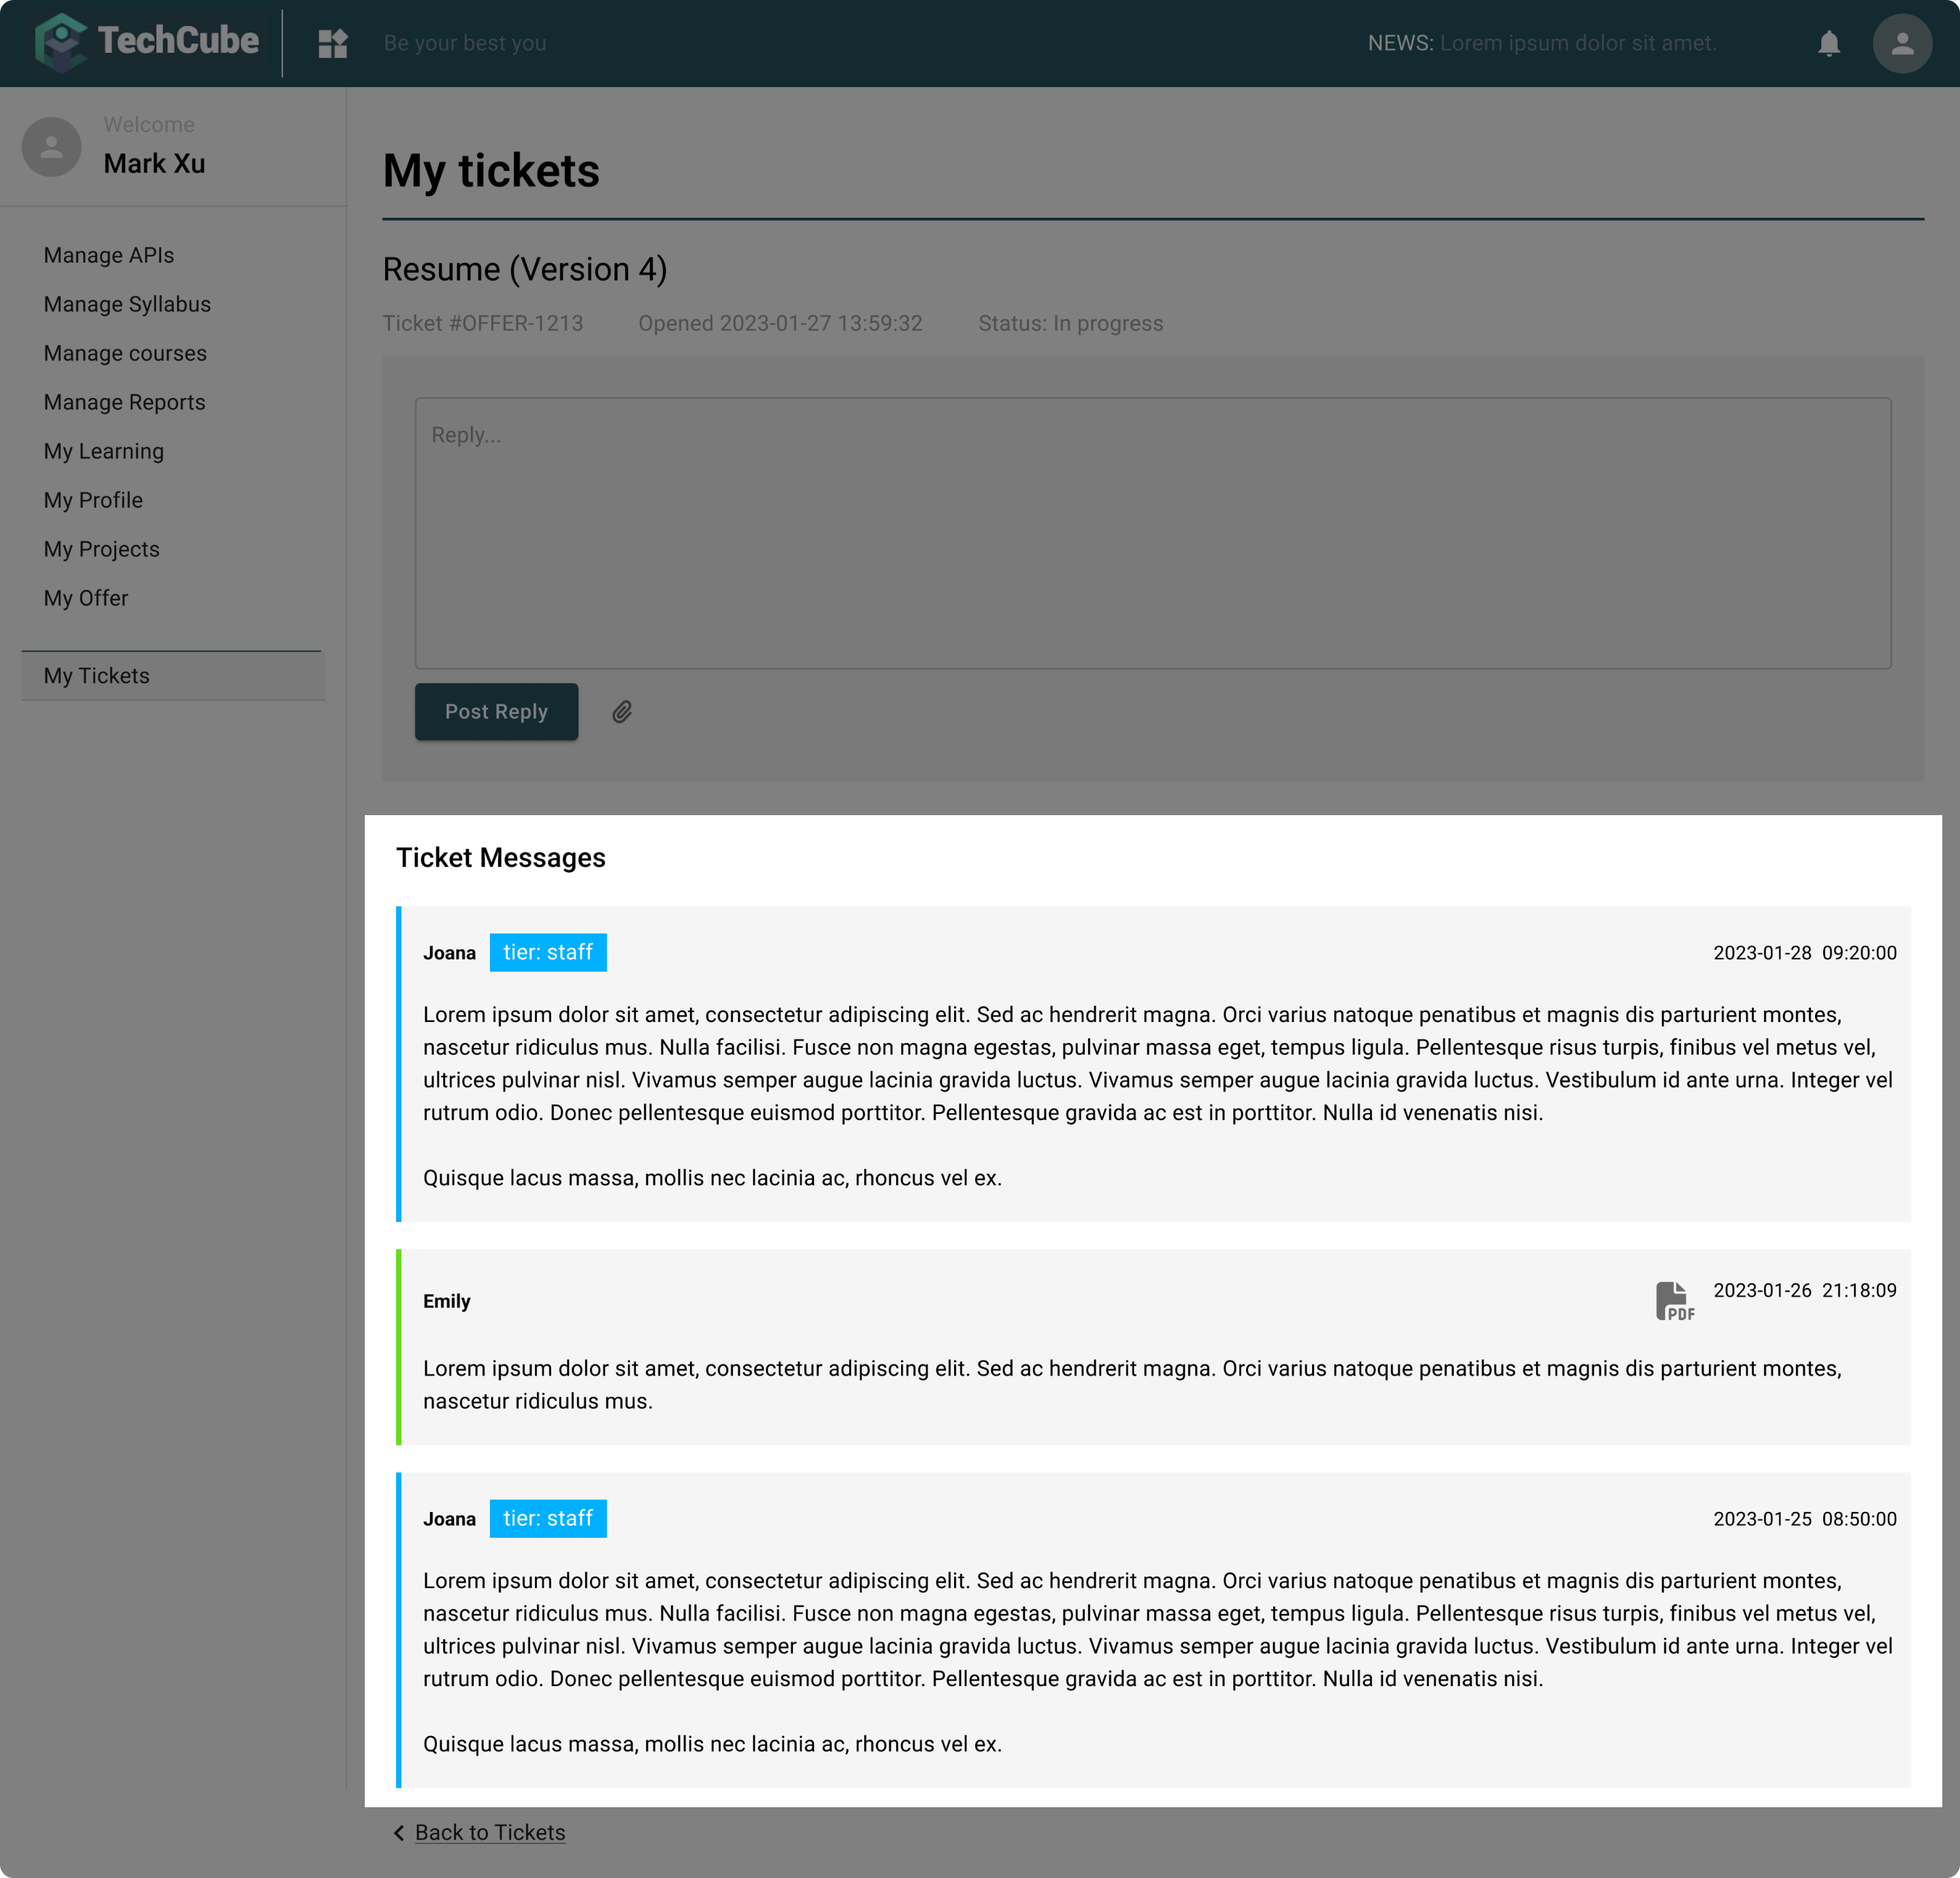 TechCube
Be your best you
NEWS: Lorem ipsum dolor sit amet.
Welcome
Mark Xu
Manage APIs
Manage Syllabus
Manage courses
Manage Reports
My Learning
My Profile
My Projects
My Offer
My Tickets
My tickets
Resume (Version 4)
Ticket #OFFER-1213 Opened 2023-01-27 13:59:32 Status: In progress
Reply...
Post Reply
Ticket Messages
Joana tier: staff 2023-01-28 09:20:00
Lorem ipsum dolor sit amet, consectetur adipiscing elit. Sed ac hendrerit magna. Orci varius natoque penatibus et magnis dis parturient montes,
nascetur ridiculus mus. Nulla facilisi. Fusce non magna egestas, pulvinar massa eget, tempus ligula. Pellentesque risus turpis, finibus vel metus vel,
ultrices pulvinar nisl. Vivamus semper augue lacinia gravida luctus. Vivamus semper augue lacinia gravida luctus. Vestibulum id ante urna. Integer vel
rutrum odio. Donec pellentesque euismod porttitor. Pellentesque gravida ac est in porttitor. Nulla id venenatis nisi.
Quisque lacus massa, mollis nec lacinia ac, rhoncus vel ex.
Emily PDF 2023-01-26 21:18:09
Lorem ipsum dolor sit amet, consectetur adipiscing elit. Sed ac hendrerit magna. Orci varius natoque penatibus et magnis dis parturient montes,
nascetur ridiculus mus.
Joana tier: staff 2023-01-25 08:50:00
Lorem ipsum dolor sit amet, consectetur adipiscing elit. Sed ac hendrerit magna. Orci varius natoque penatibus et magnis dis parturient montes,
nascetur ridiculus mus. Nulla facilisi. Fusce non magna egestas, pulvinar massa eget, tempus ligula. Pellentesque risus turpis, finibus vel metus vel,
ultrices pulvinar nisl. Vivamus semper augue lacinia gravida luctus. Vivamus semper augue lacinia gravida luctus. Vestibulum id ante urna. Integer vel
rutrum odio. Donec pellentesque euismod porttitor. Pellentesque gravida ac est in porttitor. Nulla id venenatis nisi.
Quisque lacus massa, mollis nec lacinia ac, rhoncus vel ex.
Back to Tickets